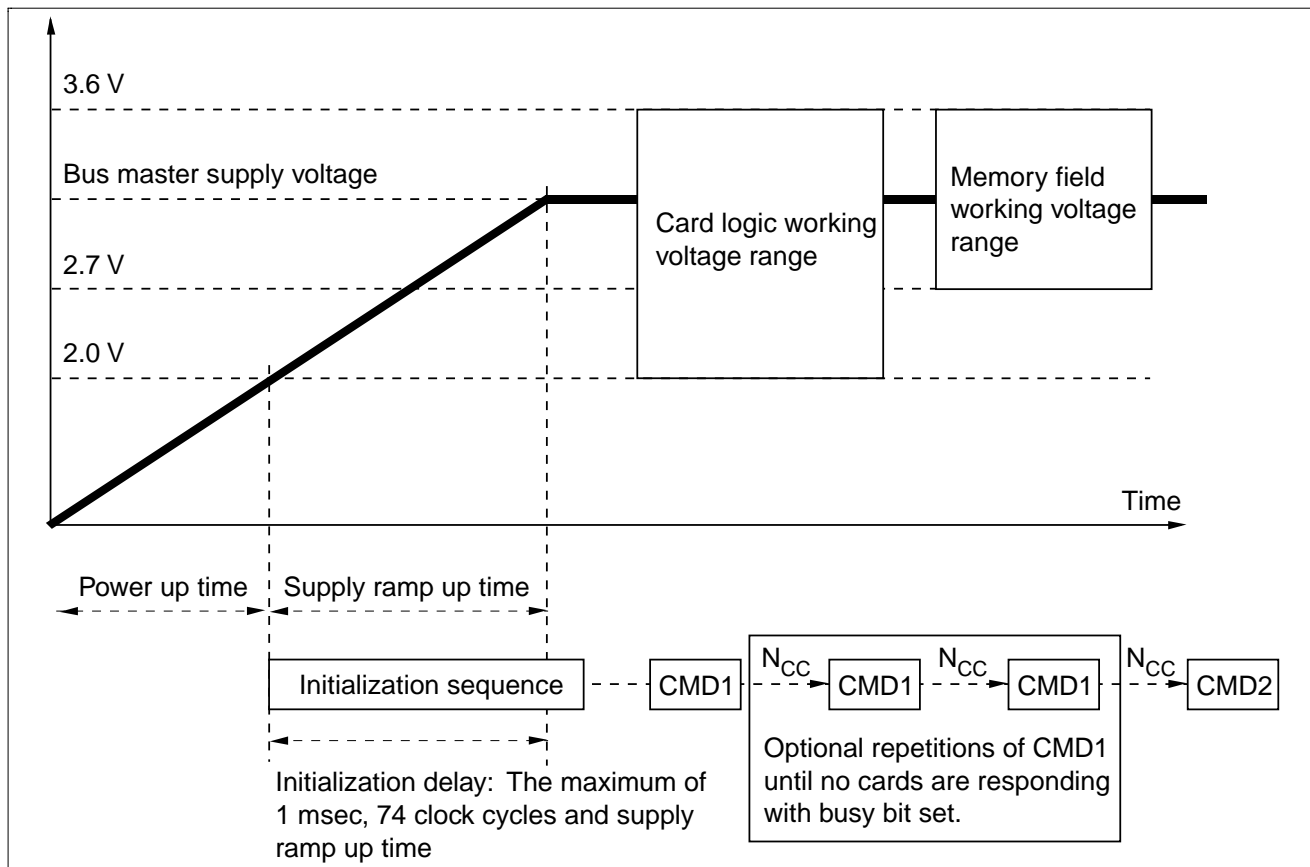 3.6 V
Bus master supply voltage
2.7 V
2.0 V
Card logic working
voltage range
Memory field
working voltage
range
Time
Power up time
Supply ramp up time
Initialization sequence
CMD1
NCC
CMD1
NCC
CMD1
NCC
CMD2
Initialization delay: The maximum of
1 msec, 74 clock cycles and supply
ramp up time
Optional repetitions of CMD1
until no cards are responding
with busy bit set.